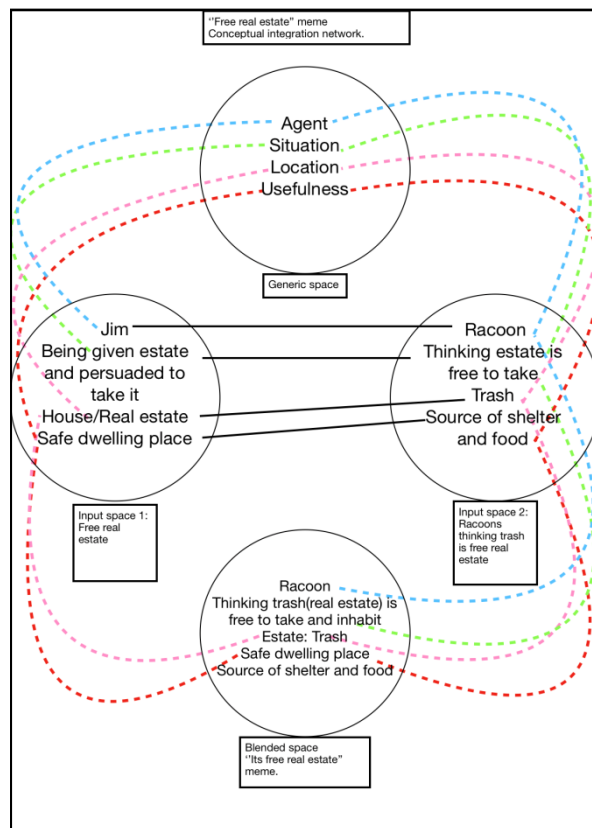 ‘'Free real estate” meme
Conceptual integration network.
Agent
Situation
Location
Usefulness
Generic space
Jim
Being given estate
and persuaded to
take it
House/Real estate
Safe dwelling place
Racoon
Thinking estate is
free to take
Trash
Source of shelter
and food
Input space 1:
Free real
estate
Input space 2:
Racoons
thinking trash
is free real
estate
Racoon
Thinking trash(real estate) is
free to take and inhabit
Estate: Trash
Safe dwelling place
Source of shelter and food
Blended space
‘'Its free real estate”
meme.